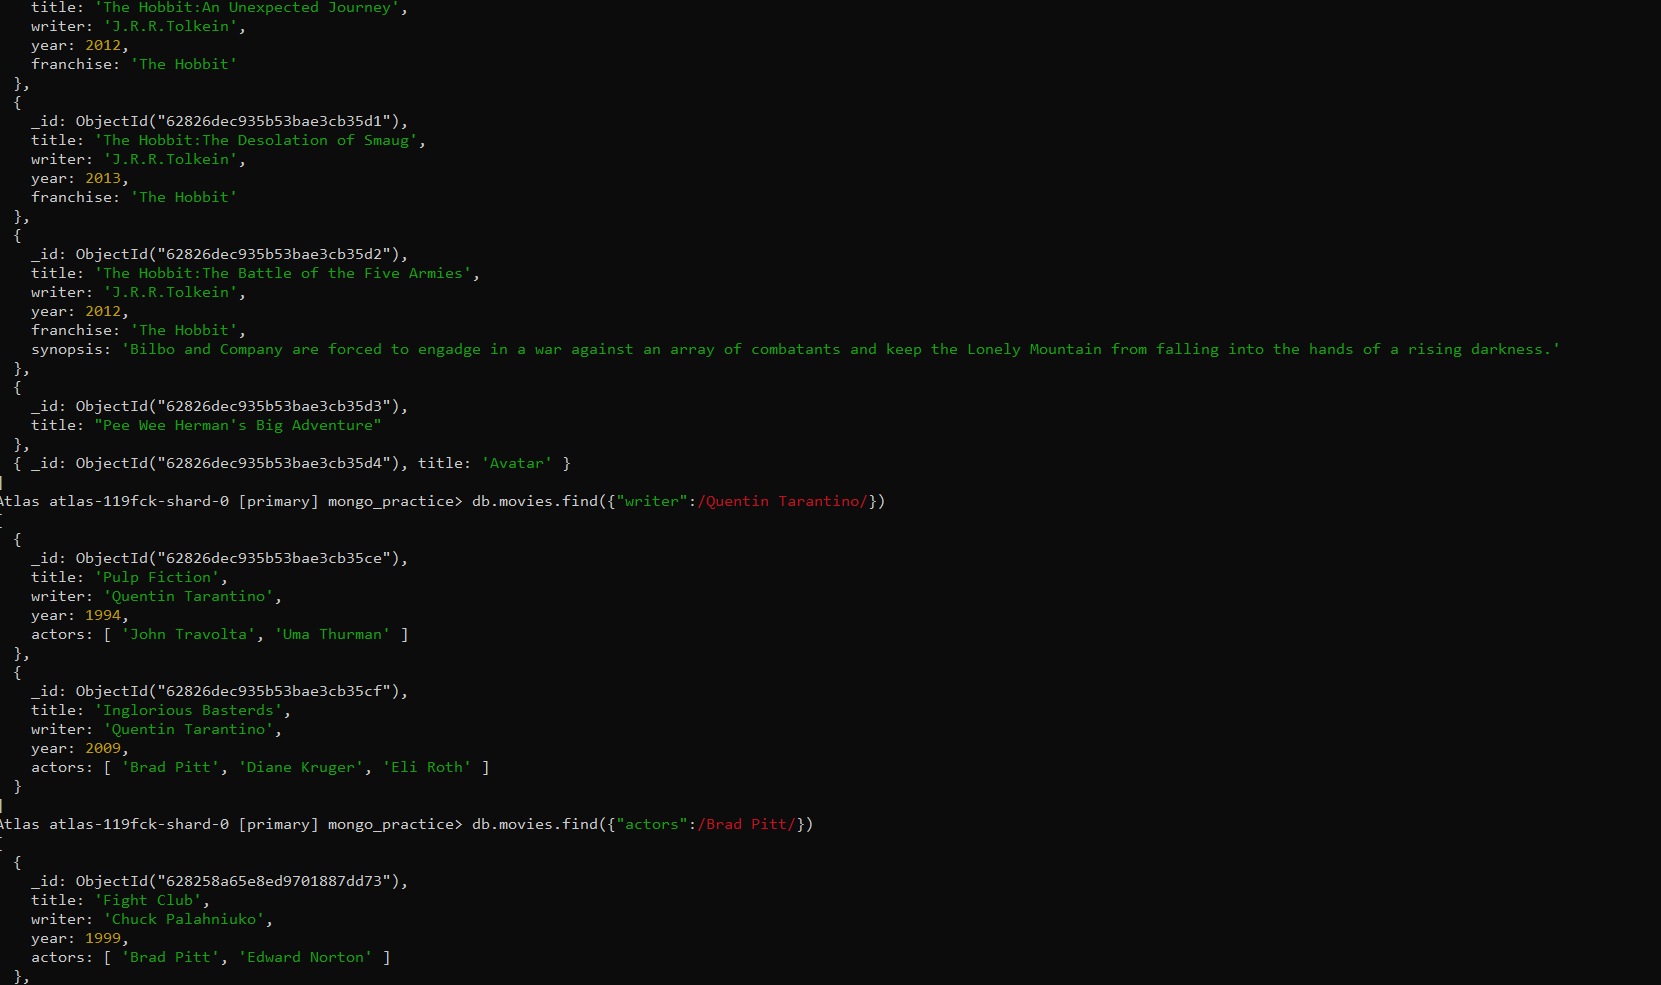 title: 'The Hobbit:An Unexpected Journey',
writer: 'J.R.R.Tolkein',
year: 2012,
franchise: 'The Hobbit'
},
{
_id: ObjectId("62826dec935b53bae3cb35d1"),
title: 'The Hobbit:The Desolation of Smaug',
writer: 'J.R.R.Tolkein',
year: 2013,
franchise: 'The Hobbit'
},
{
_id: ObjectId("62826dec935b53bae3cb35d2"),
title: 'The Hobbit:The Battle of the Five Armies',
writer: 'J.R.R.Tolkein',
year: 2012,
franchise: 'The Hobbit',
synopsis: 'Bilbo and Company are forced to engadge in a war against an array of combatants and keep the Lonely Mountain from falling into the hands of a rising darkness.'
},
{
_id: ObjectId("62826dec935b53bae3cb35d3"),
title: "Pee Wee Herman's Big Adventure"
},
{ _id: ObjectId("62826dec935b53bae3cb35d4"), title: 'Avatar' }
]
Atlas atlas-119fck-shard-0 [primary] mongo_practice> db.movies.find({"writer":/Quentin Tarantino/})
[
{
_id: ObjectId("62826dec935b53bae3cb35ce"),
title: 'Pulp Fiction',
writer: 'Quentin Tarantino',
year: 1994,
actors: [ 'John Travolta', 'Uma Thurman' ]
},
{
_id: ObjectId("62826dec935b53bae3cb35cf"),
title: 'Inglorious Basterds',
writer: 'Quentin Tarantino',
year: 2009,
actors: [ 'Brad Pitt', 'Diane Kruger', 'Eli Roth' ]
}
]
Atlas atlas-119fck-shard-0 [primary] mongo_practice> db.movies.find({"actors":/Brad Pitt/})
[
{
_id: ObjectId("628258a65e8ed9701887dd73"),
title: 'Fight Club',
writer: 'Chuck Palahniuko',
year: 1999,
actors: [ 'Brad Pitt', 'Edward Norton' ]
},